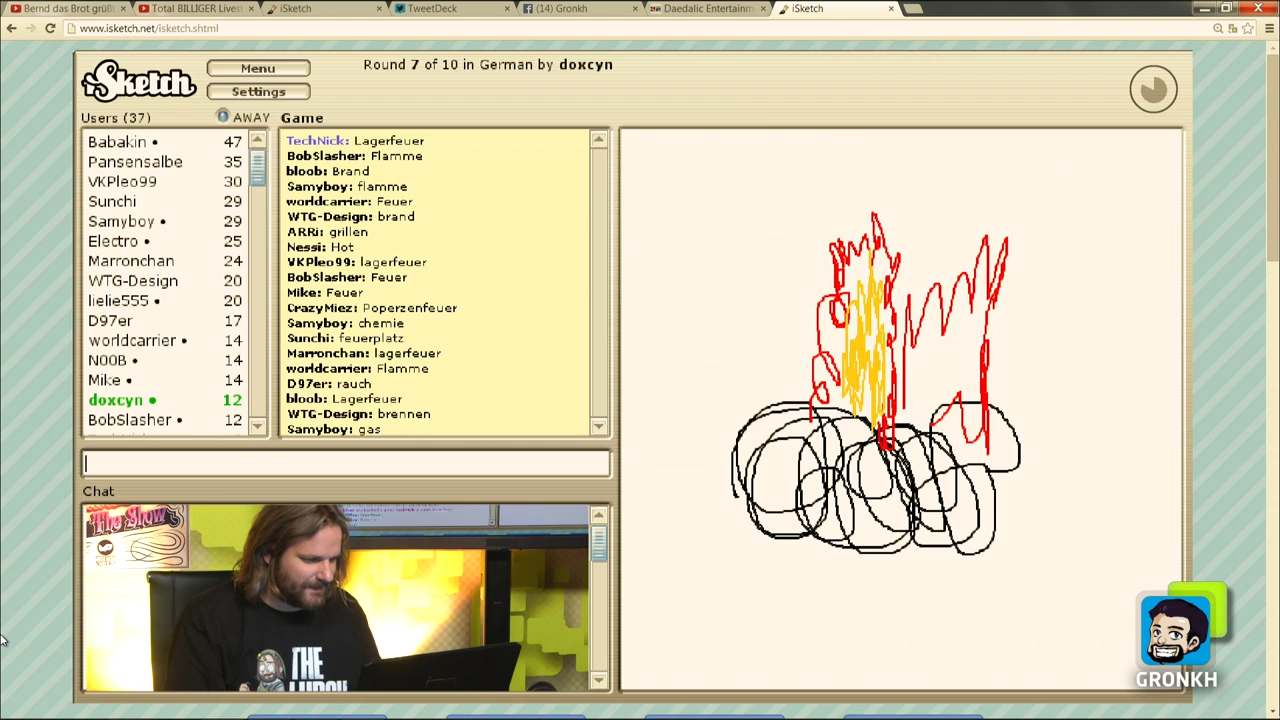 Bernd das Brot grüß
Total BILLIGER Livest
iSketch
TweetDeck
(14) Gronkh
Daedalic Entertainm
iSketch
www.isketch.net/isketch.shtml
iSketch
Menu
Settings
Round 7 of 10 in German by doxcyn
Users (37)
AWAY
Game
Babakin • 47
Pansensalbe 35
VKPleo99 30
Sunchi 29
Samyboy • 29
Electro • 25
Marronchan 24
WTG-Design 20
lielie555 • 20
D97er 17
worldcarrier • 14
N00B • 14
Mike • 14
doxcyn • 12
BobSlasher • 12
TechNick: Lagerfeuer
BobSlasher: Flamme
bloob: Brand
Samyboy: flamme
worldcarrier: Feuer
WTG-Design: brand
ARRi: grillen
Nessi: Hot
VKPleo99: lagerfeuer
BobSlasher: Feuer
Mike: Feuer
CrazyMiez: Poperzenfeuer
Samyboy: chemie
Sunchi: feuerplatz
Marronchan: lagerfeuer
worldcarrier: Flamme
D97er: rauch
bloob: Lagerfeuer
WTG-Design: brennen
Samyboy: gas
Chat
The Show
THE
GRONKH